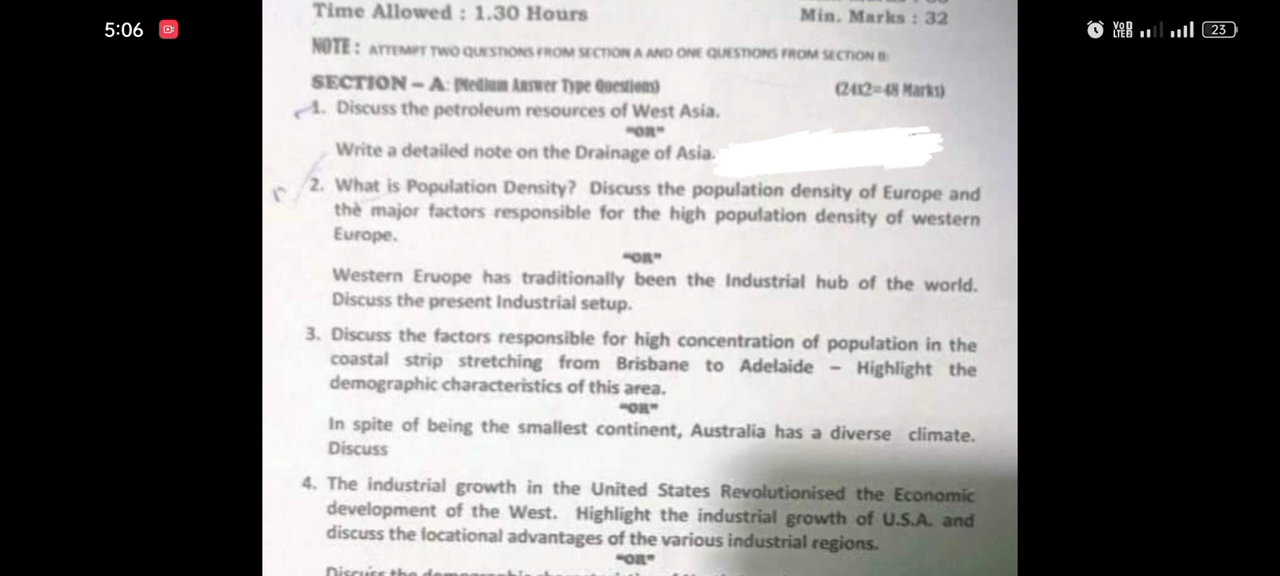 5:06
VoD
LTE
23
Time Allowed : 1.30 Hours
Min. Marks : 32
NOTE : ATTEMPT TWO QUESTIONS FROM SECTION A AND ONE QUESTIONS FROM SECTION B:
SECTION – A: (Medium Answer Type Questions)
(24x2=48 Marks)
1. Discuss the petroleum resources of West Asia.
"OR"
Write a detailed note on the Drainage of Asia.
2. What is Population Density? Discuss the population density of Europe and
the major factors responsible for the high population density of western
Europe.
"OR"
Western Eruope has traditionally been the Industrial hub of the world.
Discuss the present Industrial setup.
3. Discuss the factors responsible for high concentration of population in the
coastal strip stretching from Brisbane to Adelaide – Highlight the
demographic characteristics of this area.
"OR"
In spite of being the smallest continent, Australia has a diverse climate.
Discuss
4. The industrial growth in the United States Revolutionised the Economic
development of the West. Highlight the industrial growth of U.S.A. and
discuss the locational advantages of the various industrial regions.
"OR"
Discuss the